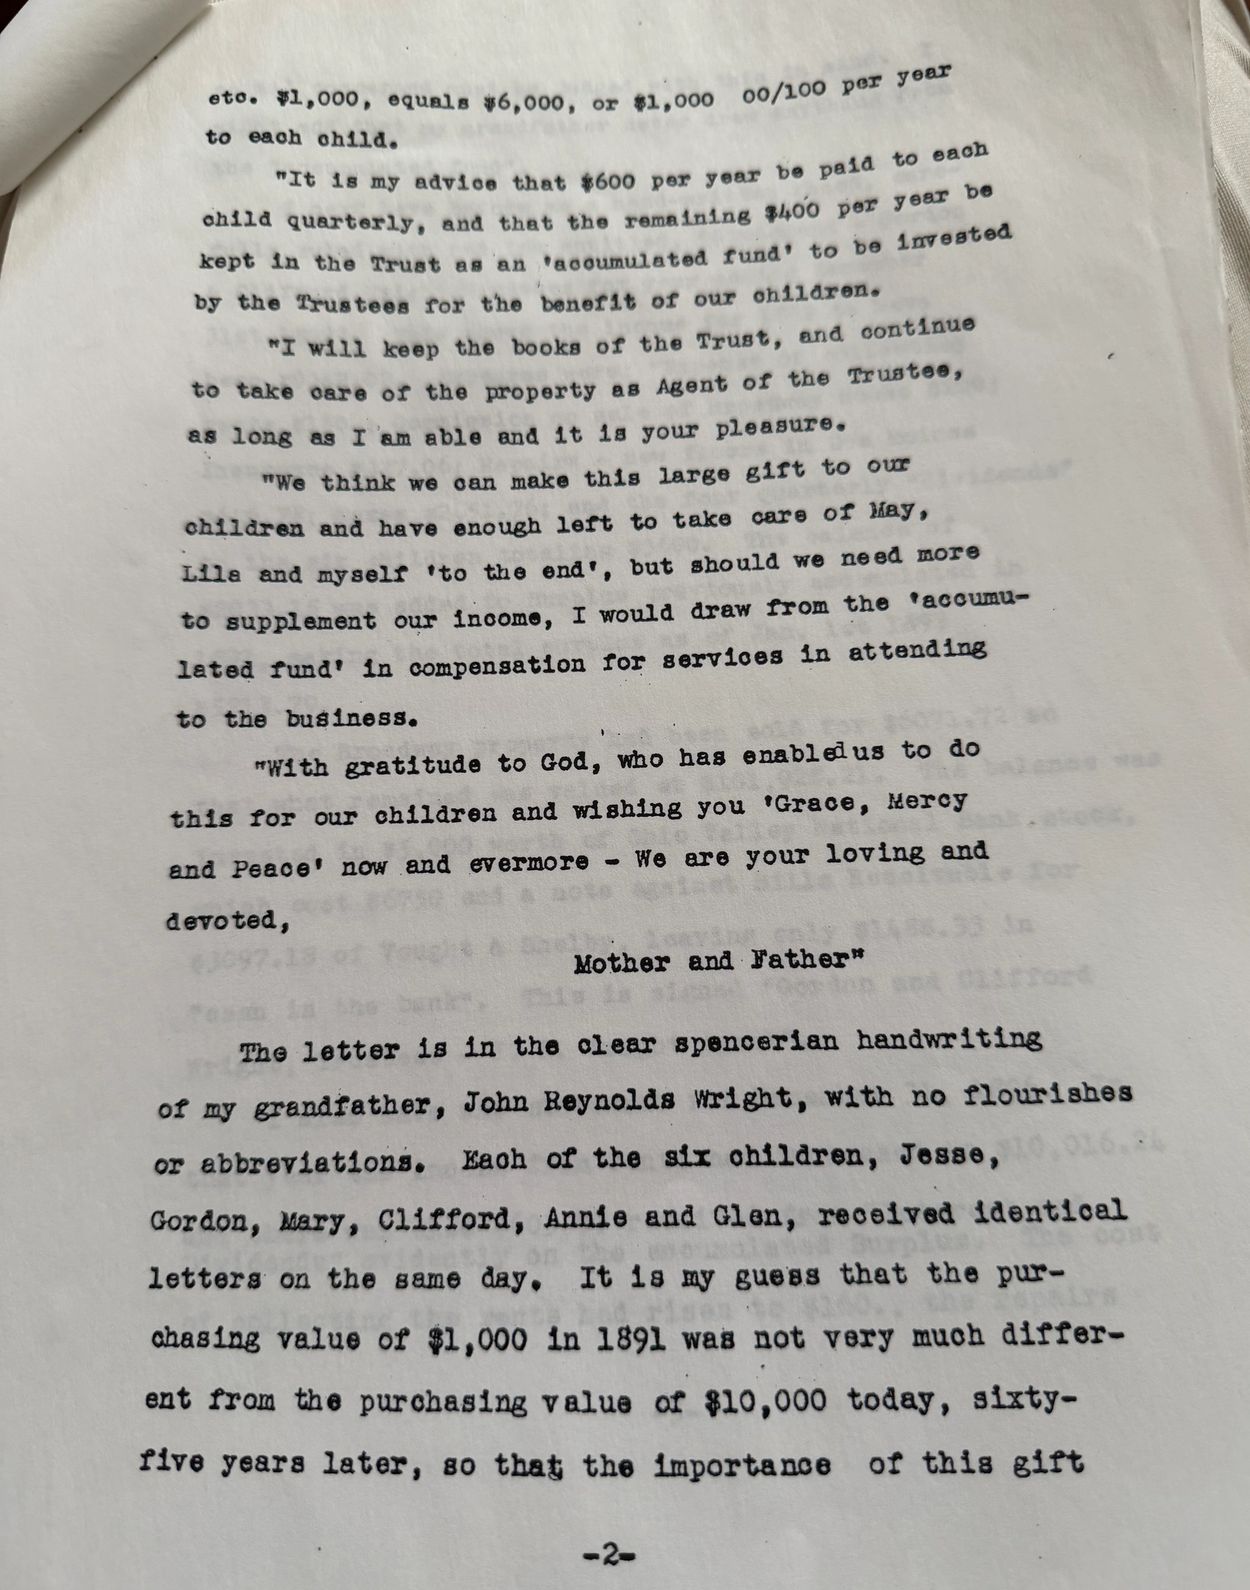 etc. $1,000, equals $6,000, or $1,000 00/100 per year
to each child.
"It is my advice that $600 per year be paid to each
child quarterly, and that the remaining $400 per year be
kept in the Trust as an 'accumulated fund' to be invested
by the Trustees for the benefit of our children.
"I will keep the books of the Trust, and continue
to take care of the property as Agent of the Trustee,
as long as I am able and it is your pleasure.
"We think we can make this large gift to our
children and have enough left to take care of May,
Lila and myself 'to the end', but should we need more
to supplement our income, I would draw from the 'accumu-
lated fund' in compensation for services in attending
to the business.
"With gratitude to God, who has enabled us to do
this for our children and wishing you 'Grace, Mercy
and Peace' now and evermore - We are your loving and
devoted,
Mother and Father"
The letter is in the clear spencerian handwriting
of my grandfather, John Reynolds Wright, with no flourishes
or abbreviations. Each of the six children, Jesse,
Gordon, Mary, Clifford, Annie and Glen, received identical
letters on the same day. It is my guess that the pur-
chasing value of $1,000 in 1891 was not very much differ-
ent from the purchasing value of $10,000 today, sixty-
five years later, so that the importance of this gift
-2-